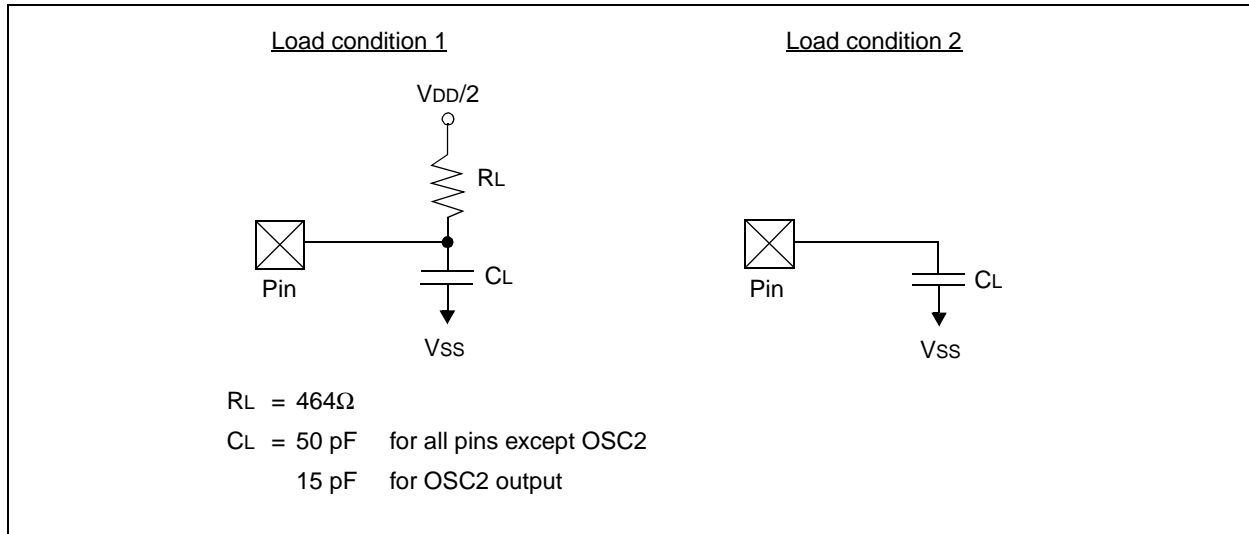 Load condition 1
VDD/2
RL
Pin
CL
VSS
Load condition 2
Pin
CL
VSS
RL = 464Ω
CL = 50 pF for all pins except OSC2
15 pF for OSC2 output